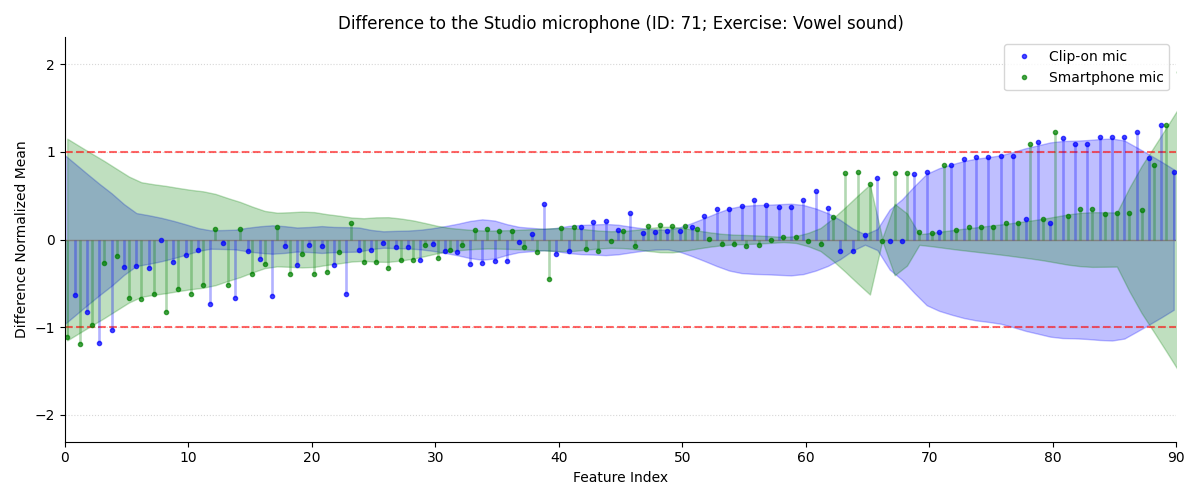 Difference to the Studio microphone (ID: 71; Exercise: Vowel sound)
Clip-on mic
Smartphone mic
Difference Normalized Mean
2
1
0
−1
−2
0 10 20 30 40 50 60 70 80 90
Feature Index